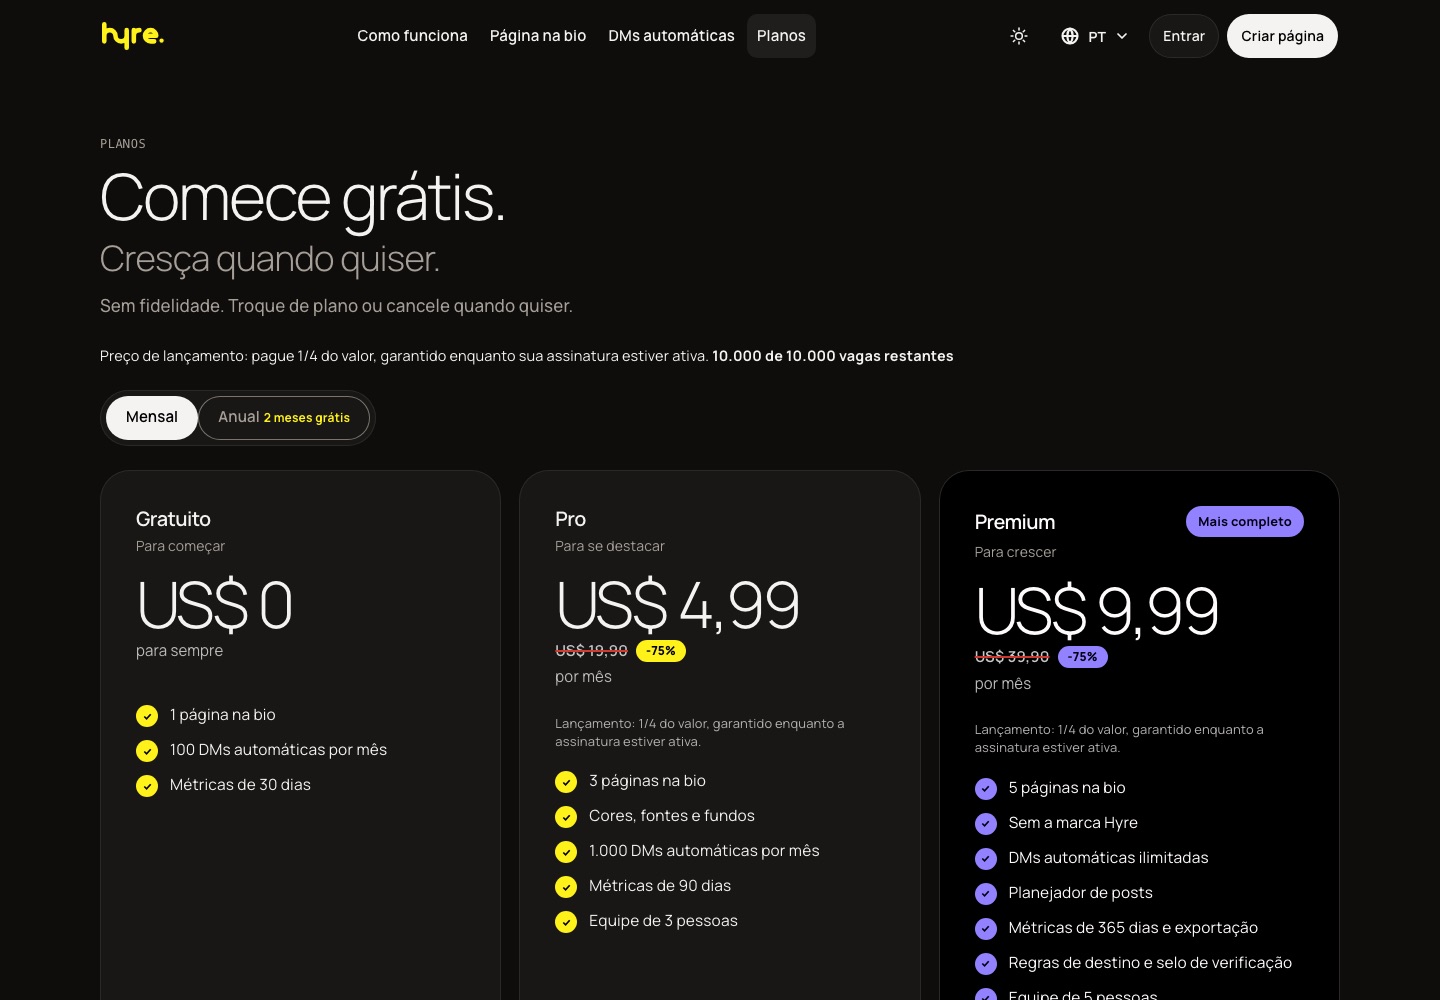 hyre.
Como funciona
Página na bio
DMs automáticas
Planos
PT
Entrar
Criar página
PLANOS
Comece grátis.
Cresça quando quiser.
Sem fidelidade. Troque de plano ou cancele quando quiser.
Preço de lançamento: pague 1/4 do valor, garantido enquanto sua assinatura estiver ativa. 10.000 de 10.000 vagas restantes
Mensal
Anual 2 meses grátis
Gratuito
Para começar
US$ 0
para sempre
1 página na bio
100 DMs automáticas por mês
Métricas de 30 dias
Pro
Para se destacar
US$ 4,99
US$ 19,90 -75%
por mês
Lançamento: 1/4 do valor, garantido enquanto a
assinatura estiver ativa.
3 páginas na bio
Cores, fontes e fundos
1.000 DMs automáticas por mês
Métricas de 90 dias
Equipe de 3 pessoas
Premium
Mais completo
Para crescer
US$ 9,99
US$ 39,90 -75%
por mês
Lançamento: 1/4 do valor, garantido enquanto a
assinatura estiver ativa.
5 páginas na bio
Sem a marca Hyre
DMs automáticas ilimitadas
Planejador de posts
Métricas de 365 dias e exportação
Regras de destino e selo de verificação
Equipe de 5 pessoas